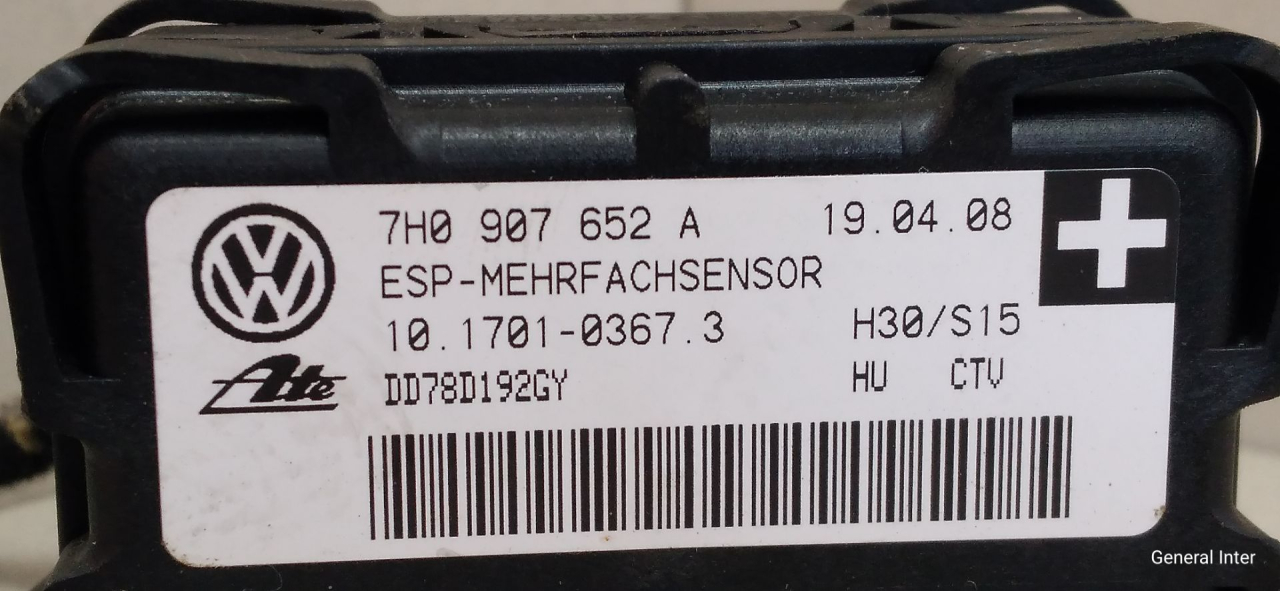 7H0 907 652 A 19.04.08
ESP-MEHRFACHSENSOR
10.1701-0367.3 H30/S15
Ate DD78D192GY HU CTV
General Inter